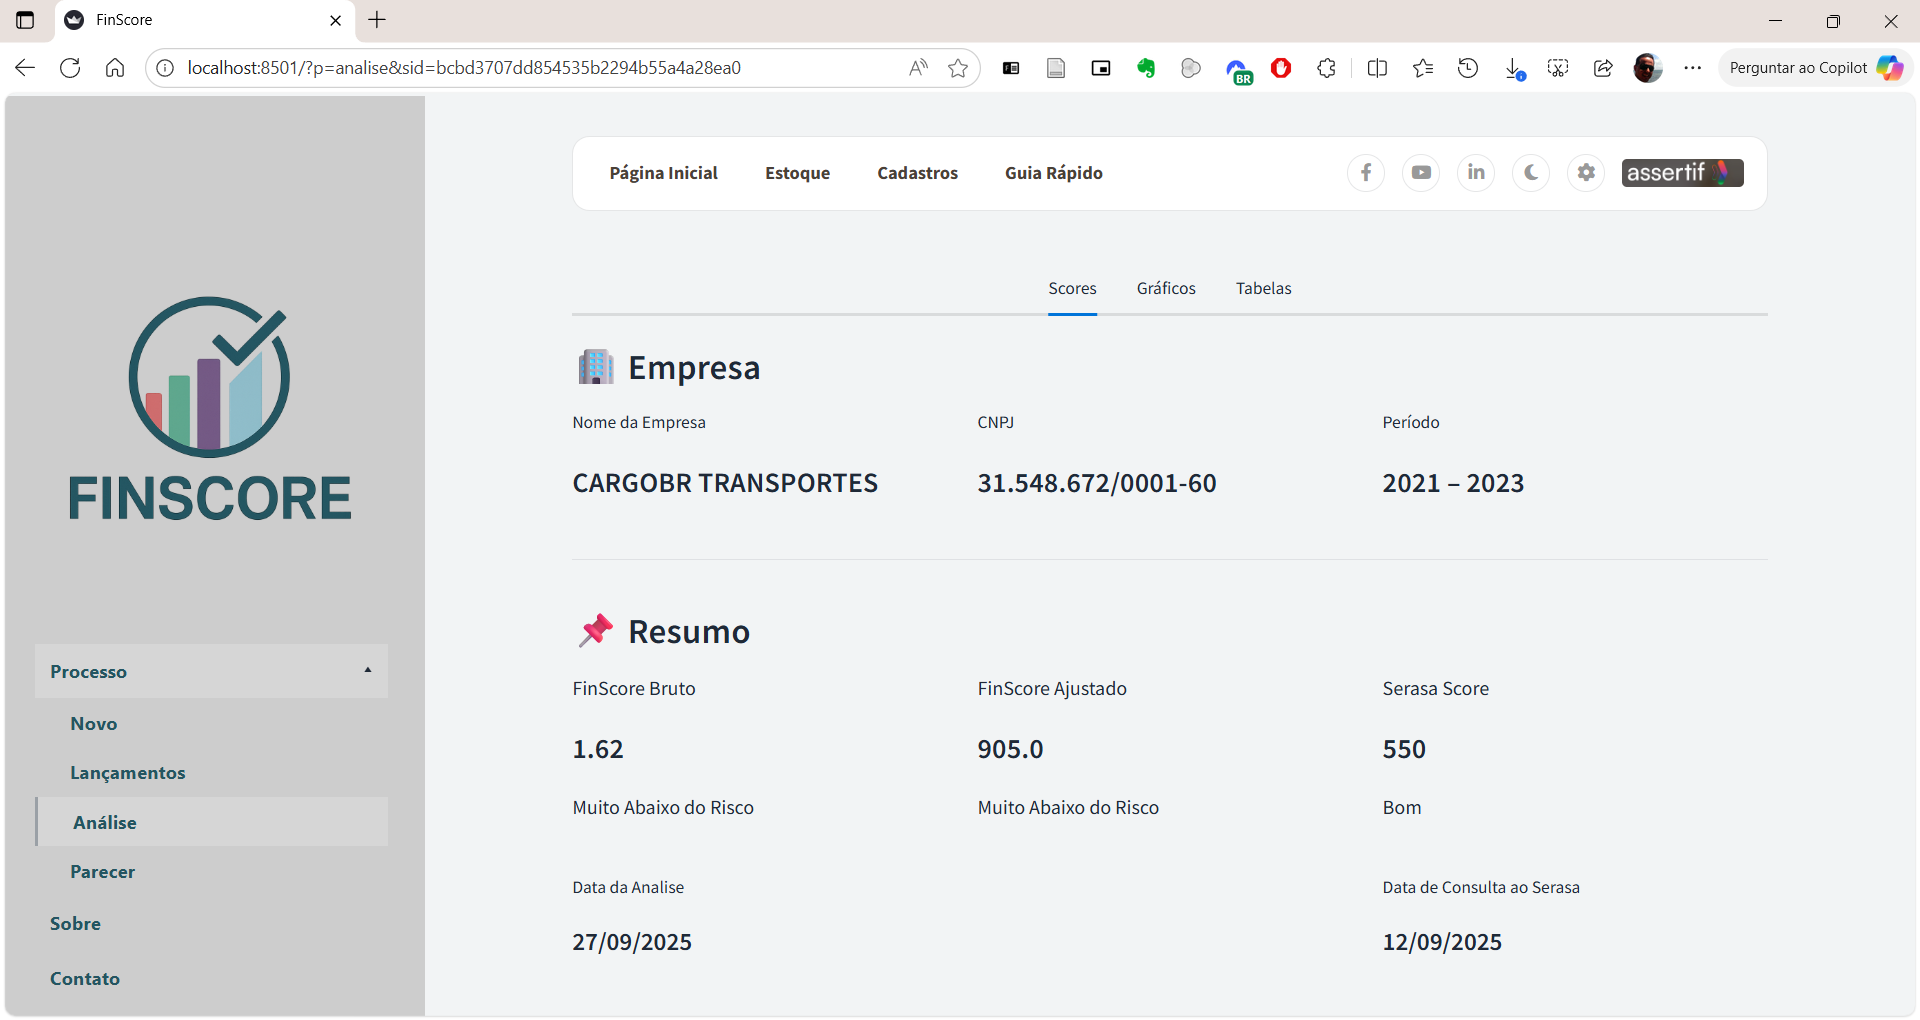 FinScore
localhost:8501/?p=analise&sid=bcbd3707dd854535b2294b55a4a28ea0
BR
Perguntar ao Copilot
Página Inicial Estoque Cadastros Guia Rápido
assertif
Scores Gráficos Tabelas
FINSCORE
Empresa
Nome da Empresa CNPJ Período
CARGOBR TRANSPORTES 31.548.672/0001-60 2021 – 2023
Resumo
FinScore Bruto FinScore Ajustado Serasa Score
1.62 905.0 550
Muito Abaixo do Risco Muito Abaixo do Risco Bom
Data da Analise Data de Consulta ao Serasa
27/09/2025 12/09/2025
Processo
Novo
Lançamentos
Análise
Parecer
Sobre
Contato